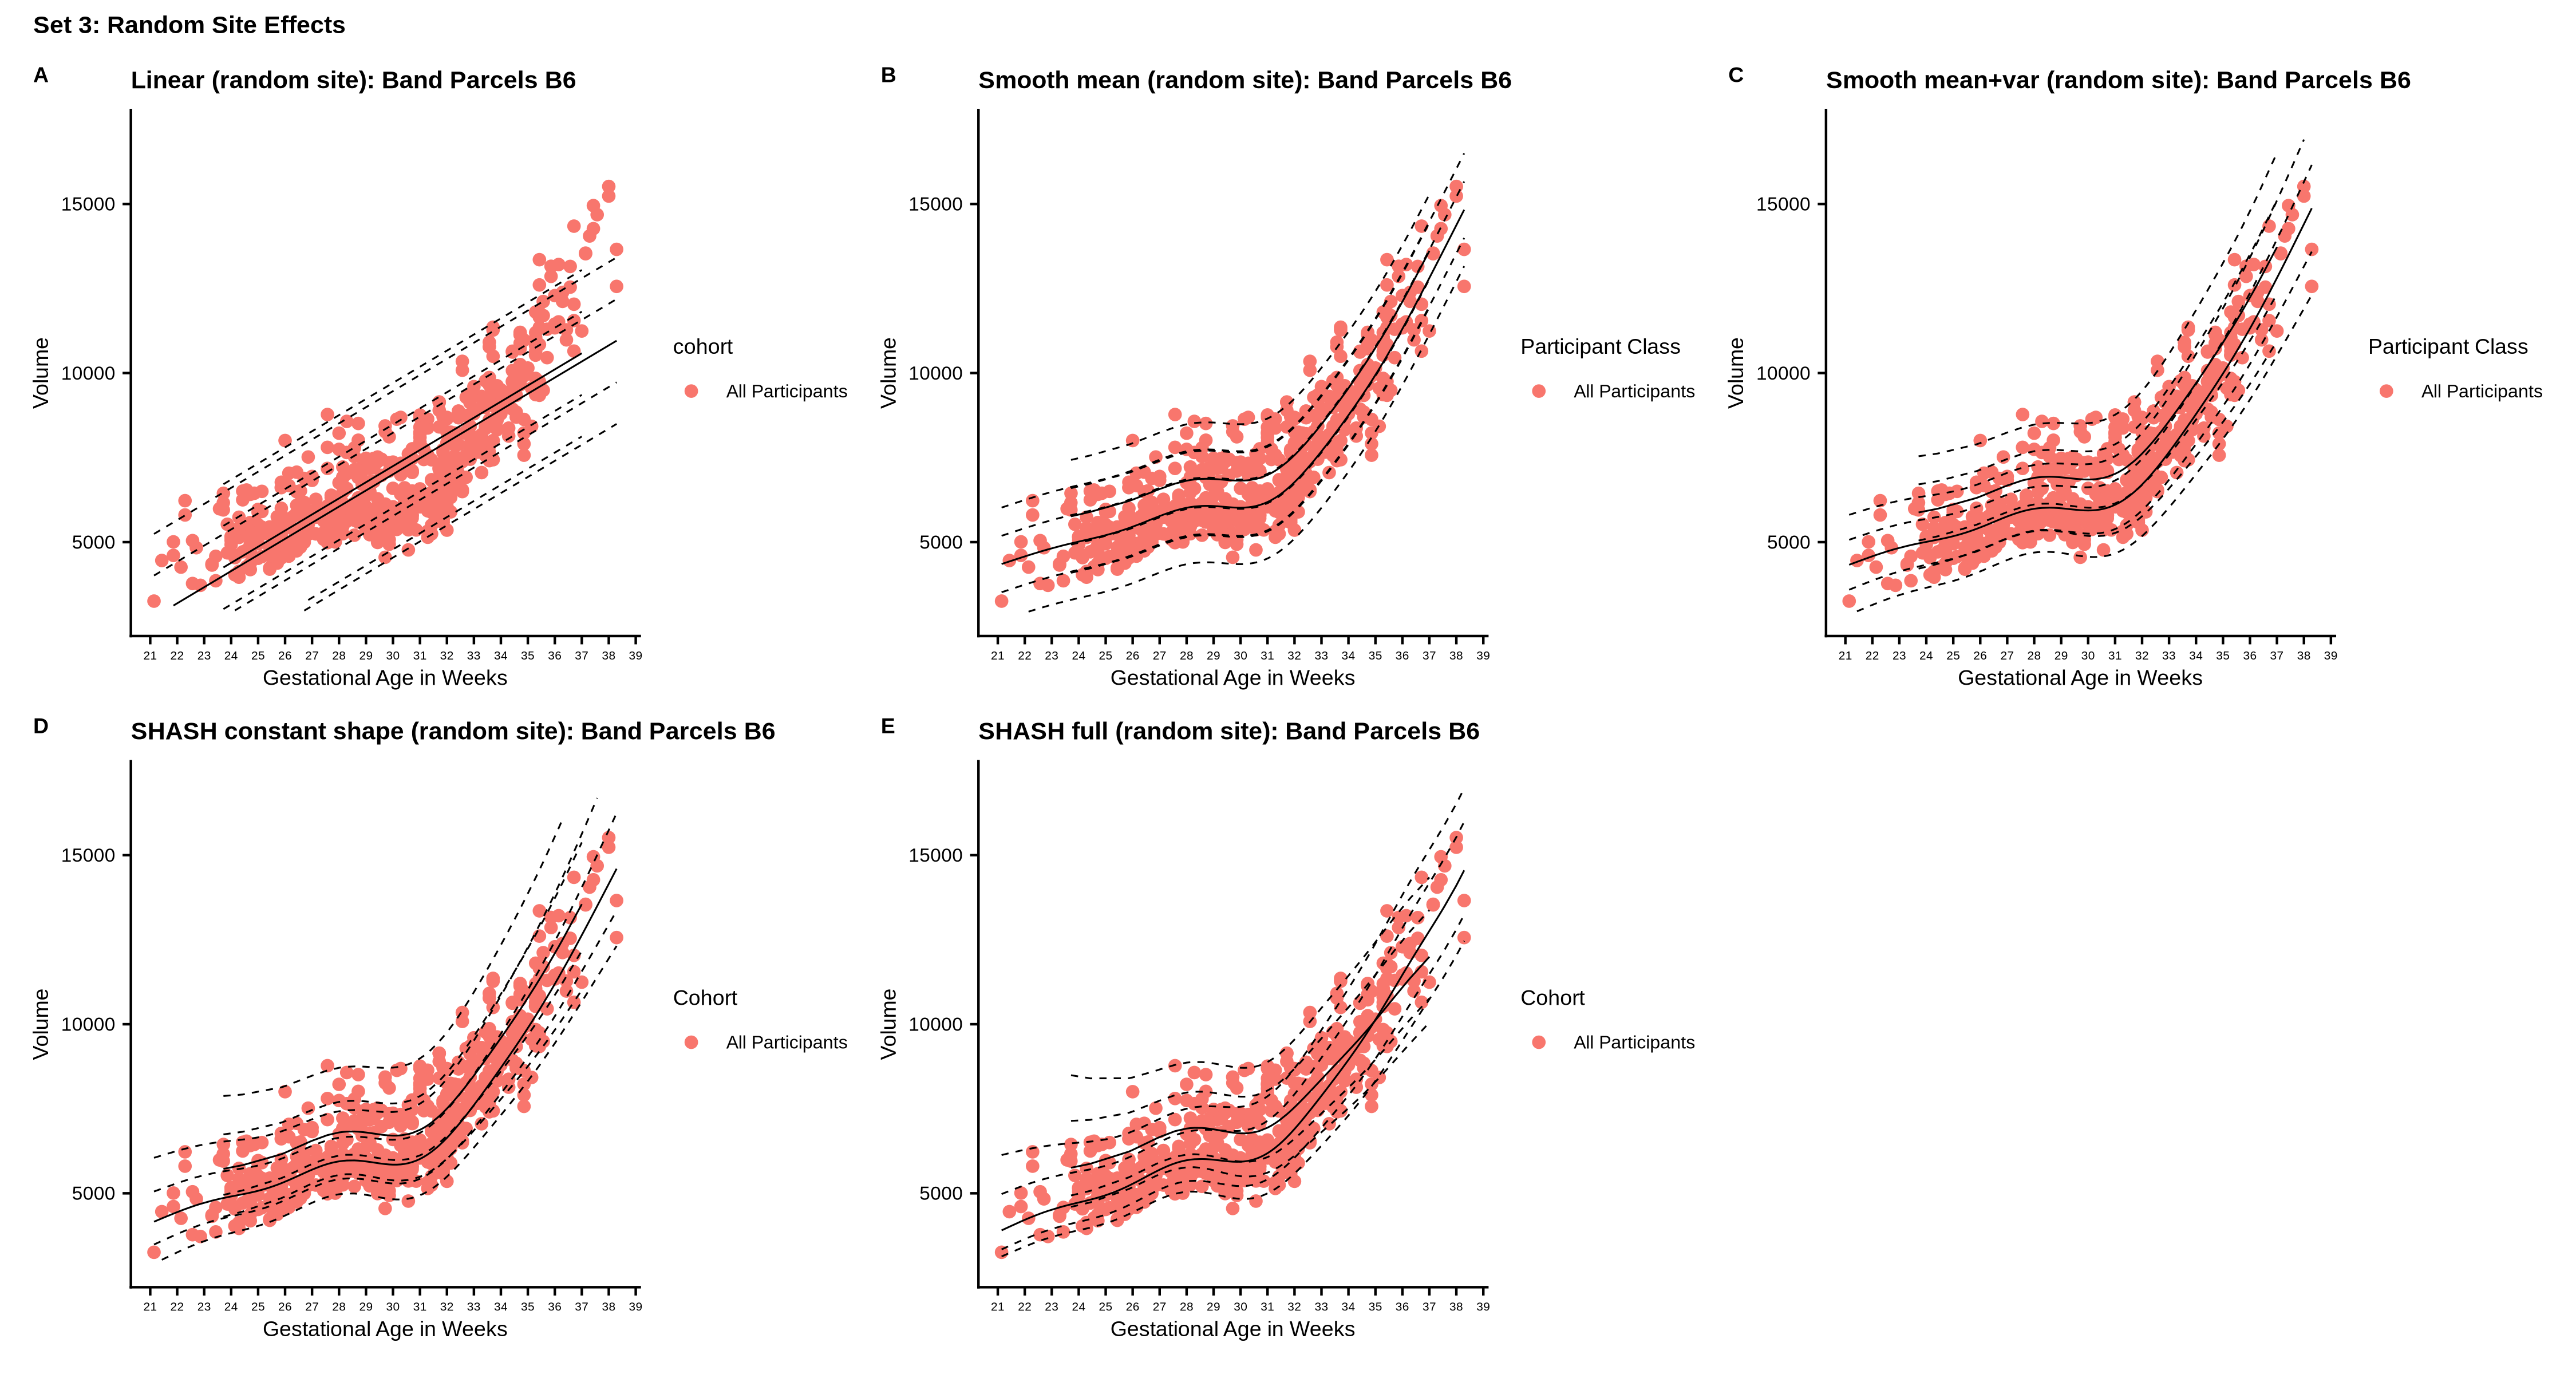 Set 3: Random Site Effects
A
Linear (random site): Band Parcels B6
Volume
15000
10000
5000
21 22 23 24 25 26 27 28 29 30 31 32 33 34 35 36 37 38 39
Gestational Age in Weeks
cohort
All Participants
B
Smooth mean (random site): Band Parcels B6
Volume
15000
10000
5000
21 22 23 24 25 26 27 28 29 30 31 32 33 34 35 36 37 38 39
Gestational Age in Weeks
Participant Class
All Participants
C
Smooth mean+var (random site): Band Parcels B6
Volume
15000
10000
5000
21 22 23 24 25 26 27 28 29 30 31 32 33 34 35 36 37 38 39
Gestational Age in Weeks
Participant Class
All Participants
D
SHASH constant shape (random site): Band Parcels B6
Volume
15000
10000
5000
21 22 23 24 25 26 27 28 29 30 31 32 33 34 35 36 37 38 39
Gestational Age in Weeks
Cohort
All Participants
E
SHASH full (random site): Band Parcels B6
Volume
15000
10000
5000
21 22 23 24 25 26 27 28 29 30 31 32 33 34 35 36 37 38 39
Gestational Age in Weeks
Cohort
All Participants